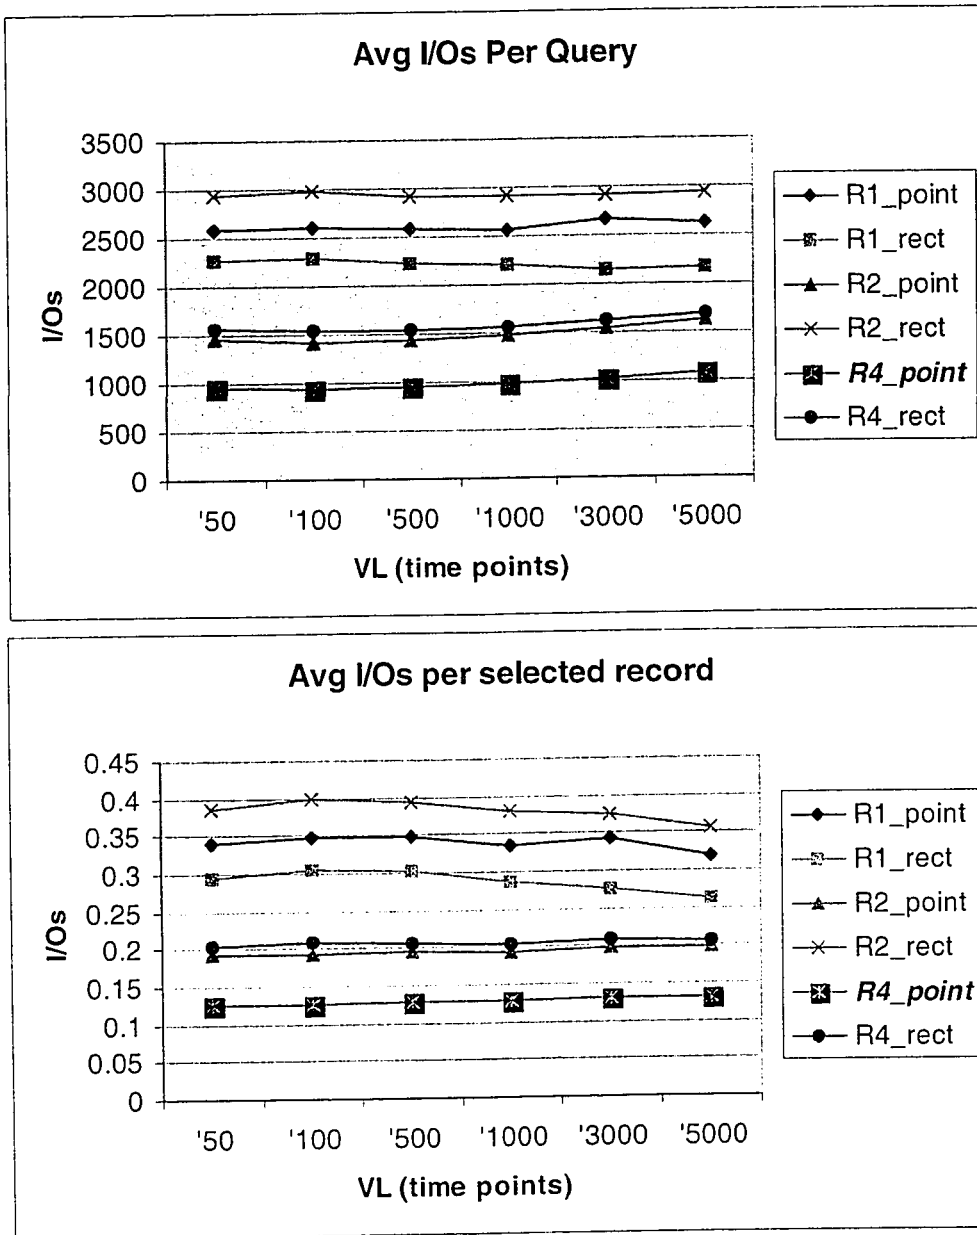 Avg I/Os Per Query
3500
3000
2500
2000
1500
1000
500
0
I/Os
'50 '100 '500 '1000 '3000 '5000
VL (time points)
R1_point
R1_rect
R2_point
R2_rect
R4_point
R4_rect
Avg I/Os per selected record
0.45
0.4
0.35
0.3
0.25
0.2
0.15
0.1
0.05
0
I/Os
'50 '100 '500 '1000 '3000 '5000
VL (time points)
R1_point
R1_rect
R2_point
R2_rect
R4_point
R4_rect